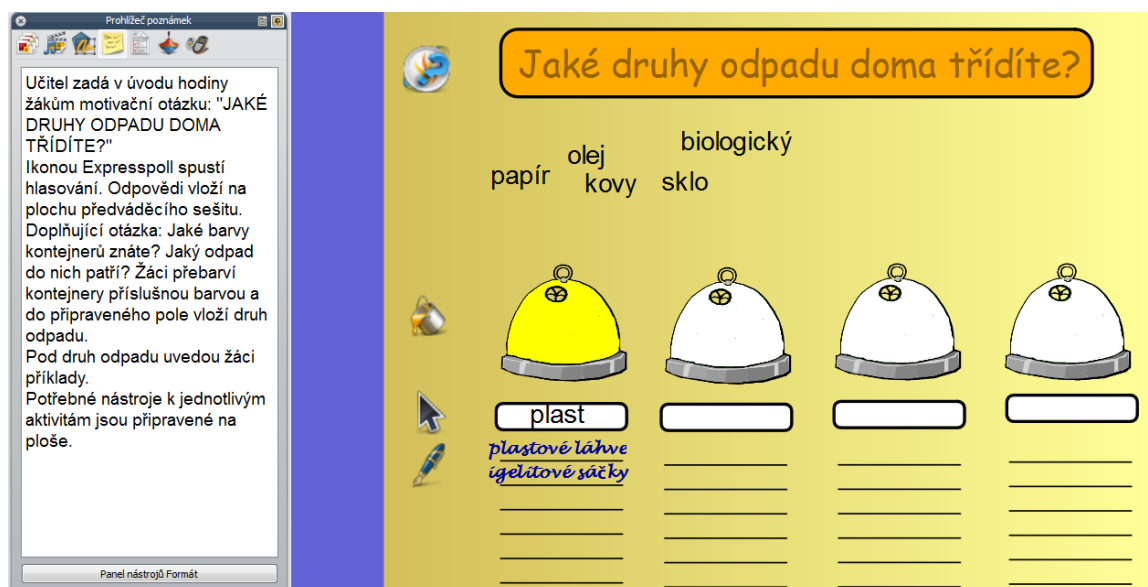 Prohlížeč poznámek
Učitel zadá v úvodu hodiny
žákům motivační otázku: "JAKÉ
DRUHY ODPADU DOMA
TŘÍDÍTE?"
Ikonou Expresspoll spustí
hlasování. Odpovědi vloží na
plochu předváděcího sešitu.
Doplňující otázka: Jaké barvy
kontejnerů znáte? Jaký odpad
do nich patří? Žáci přebarví
kontejnery příslušnou barvou a
do připraveného pole vloží druh
odpadu.
Pod druh odpadu uvedou žáci
příklady.
Potřebné nástroje k jednotlivým
aktivitám jsou připravené na
ploše.
Panel nástrojů Formát
Jaké druhy odpadu doma třídíte?
biologický
olej
papír
kovy
sklo
plast
plastové láhve
igelitové sáčky